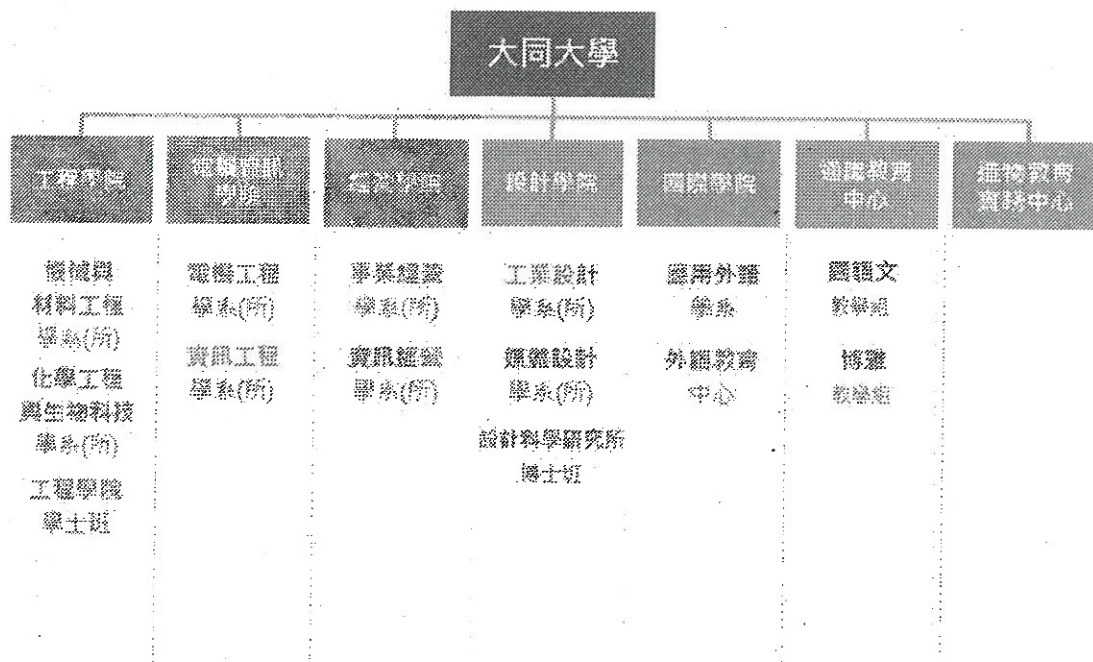 大同大學
工程學院
電機資訊
學院
經營學院
設計學院
國際學院
通識教育
中心
進修教育
中心
機械與
材料工程
學系(所)
化學工程
與生物科技
學系(所)
工程學院
學士班
電機工程
學系(所)
資訊工程
學系(所)
事業經營
學系(所)
資訊經營
學系(所)
工業設計
學系(所)
媒體設計
學系(所)
設計科學研究所
博士班
應用外語
學系
外語教育
中心
國語文
教學組
博雅
教學組